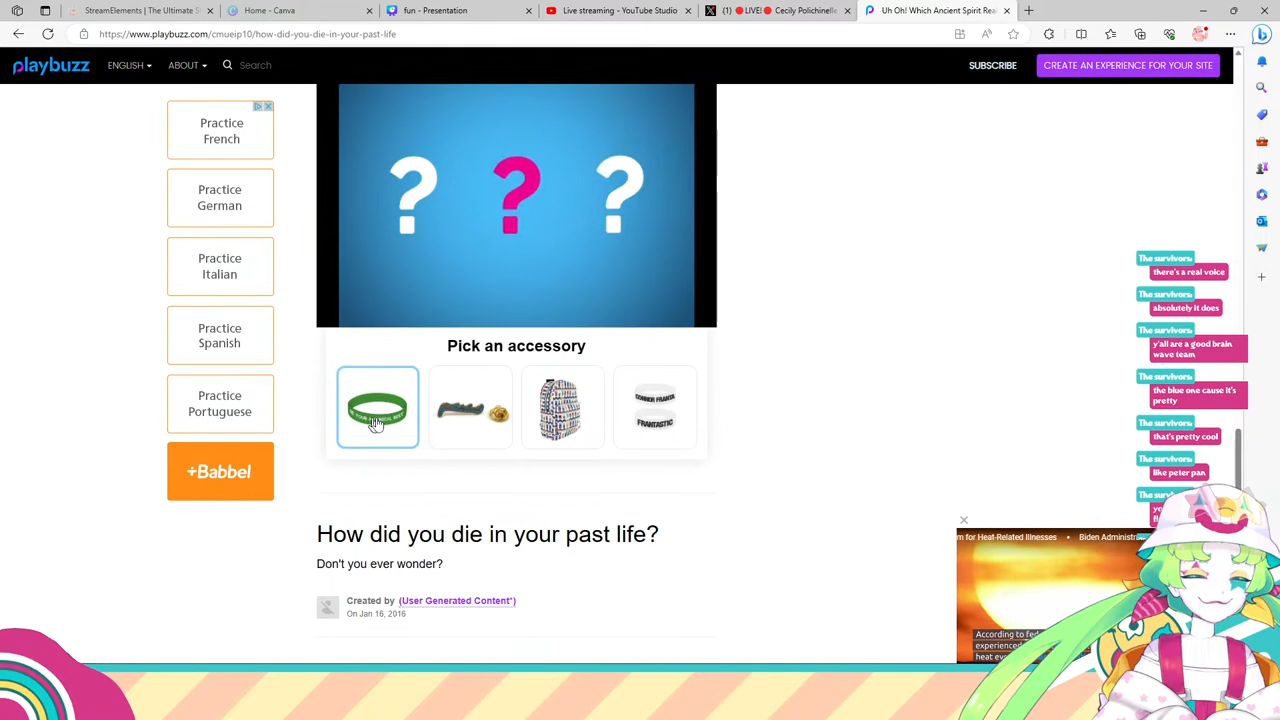 StreamElements | The Ultimate S
Home - Canva
fun - Presentation
Live streaming - YouTube Studio
(1) 🔴LIVE!🔴 Cecily Polichinelle
Uh Oh! Which Ancient Spirit Rea
https://www.playbuzz.com/cmueip10/how-did-you-die-in-your-past-life
playbuzz
ENGLISH
ABOUT
Search
SUBSCRIBE
CREATE AN EXPERIENCE FOR YOUR SITE
Practice
French
Practice
German
Practice
Italian
Practice
Spanish
Practice
Portuguese
+Babbel
? ? ?
Pick an accessory
CONNOR FRANTA
FRANTASTIC
How did you die in your past life?
Don't you ever wonder?
Created by (User Generated Content*)
On Jan 16, 2016
The survivors:
there's a real voice
The survivors:
absolutely it does
The survivors:
y'all are a good brain
wave team
The survivors:
the blue one cause it's
pretty
The survivors:
that's pretty cool
The survivors:
like peter pan
m for Heat-Related Illnesses • Biden Administra
According to fed
experienced
heat